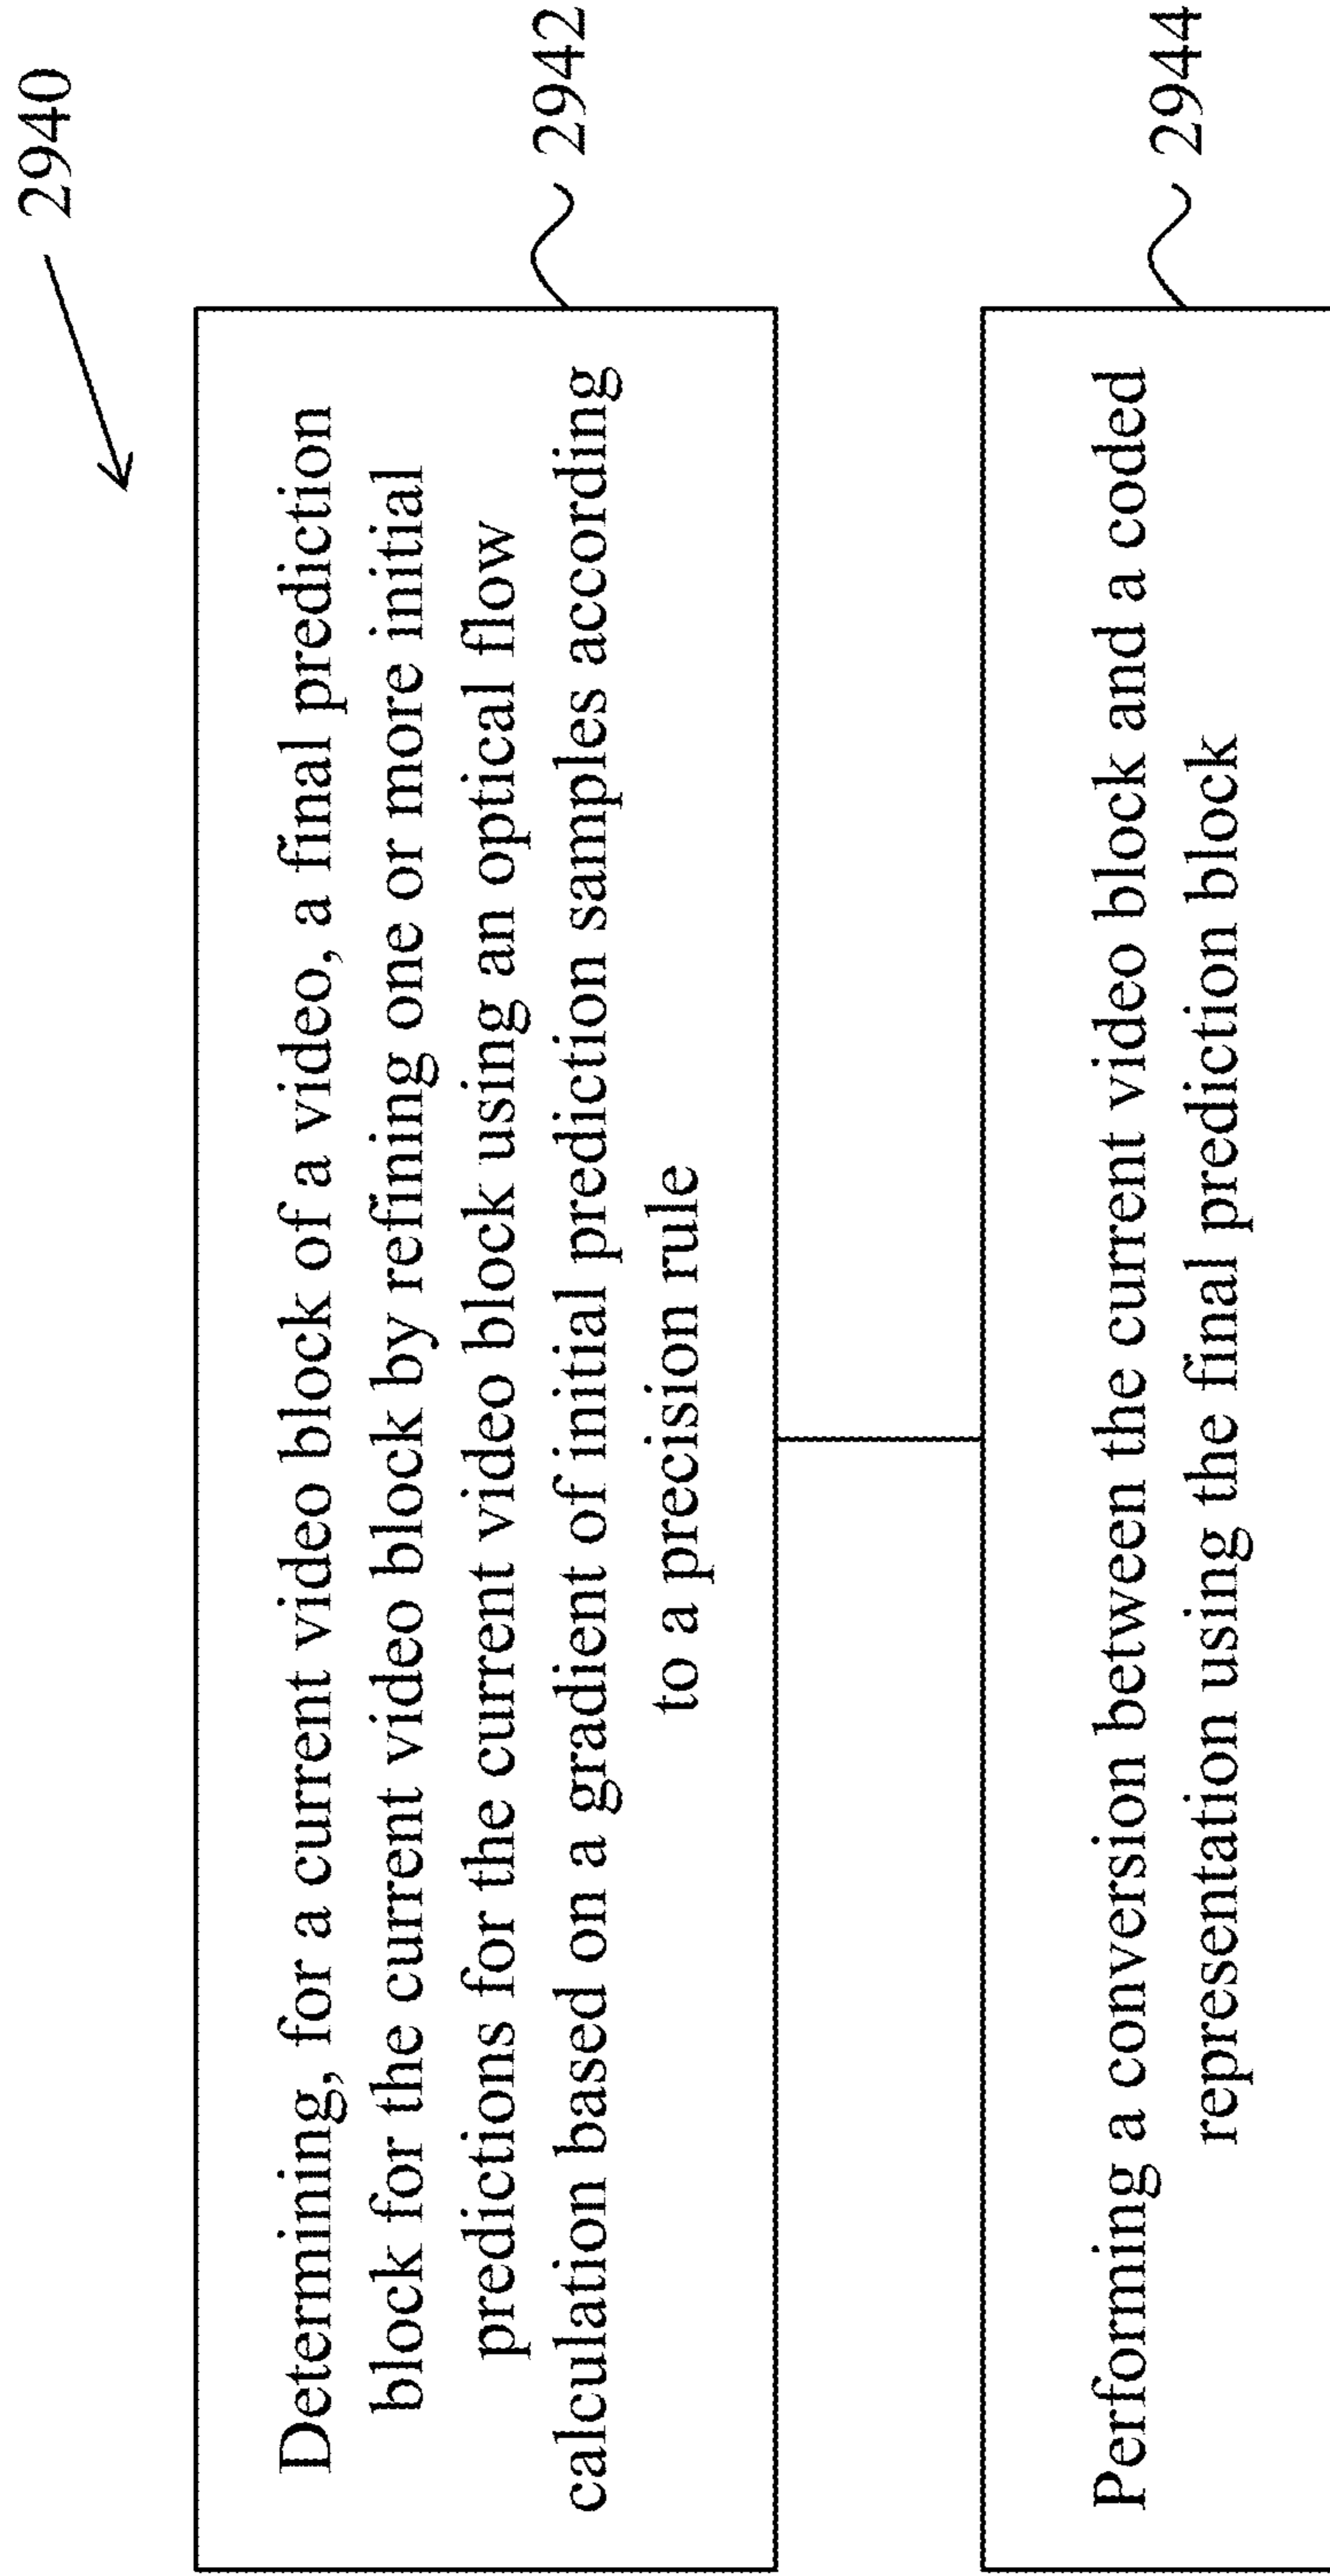 2940
Determining, for a current video block of a video, a final prediction
block for the current video block by refining one or more initial
predictions for the current video block using an optical flow
calculation based on a gradient of initial prediction samples according
to a precision rule
2942
Performing a conversion between the current video block and a coded
representation using the final prediction block
2944